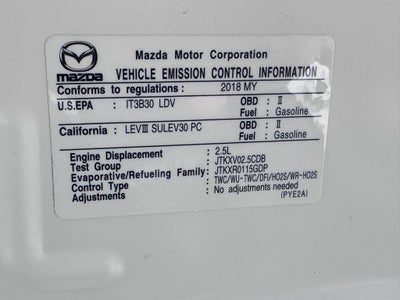 Mazda Motor Corporation
mazda
VEHICLE EMISSION CONTROL INFORMATION
Conforms to regulations : 2018 MY
U.S.EPA : IT3B30 LDV OBD : II
Fuel : Gasoline
California : LEVIII SULEV30 PC OBD : II
Fuel : Gasoline
Engine Displacement : 2.5L
Test Group : JTKXV02.5CDB
Evaporative/Refueling Family: JTKXR0115GDP
Control Type : TWC/WU-TWC/DFI/HO2S/WR-HO2S
Adjustments : No adjustments needed
(PYE2A)